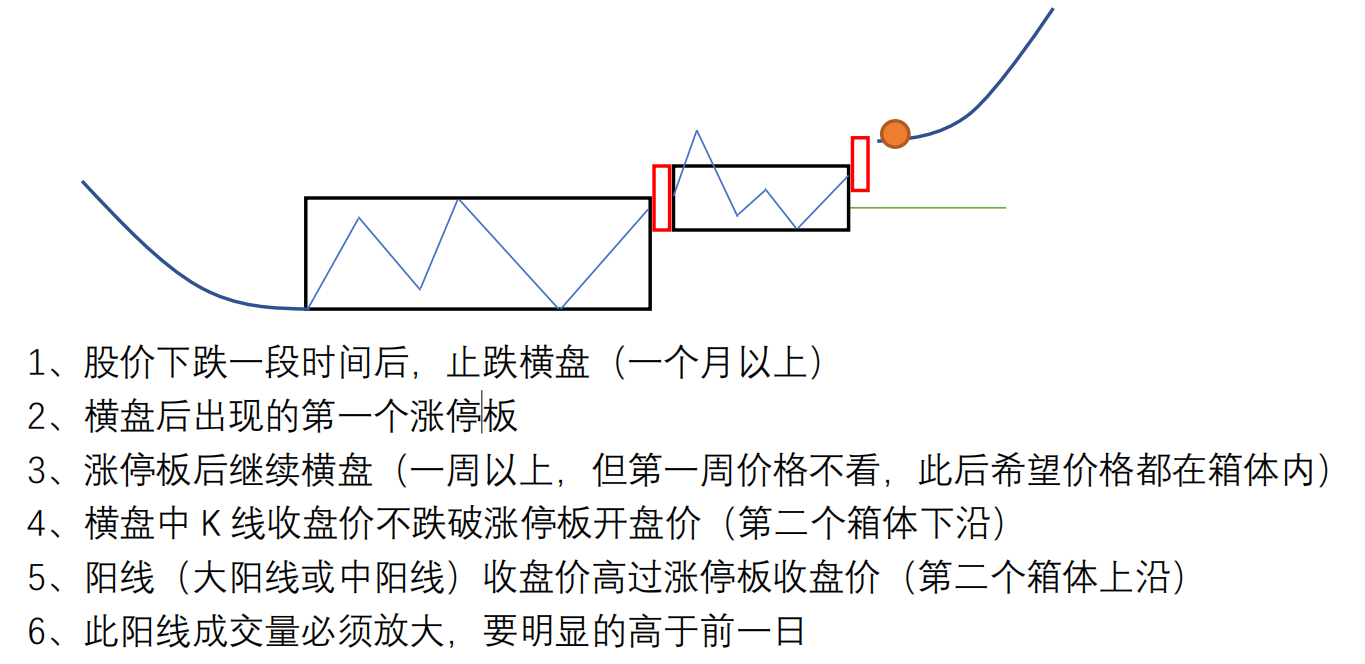 1、股价下跌一段时间后，止跌横盘（一个月以上）
2、横盘后出现的第一个涨停板
3、涨停板后继续横盘（一周以上，但第一周价格不看，此后希望价格都在箱体内）
4、横盘中 K 线收盘价不跌破涨停板开盘价（第二个箱体下沿）
5、阳线（大阳线或中阳线）收盘价高过涨停板收盘价（第二个箱体上沿）
6、此阳线成交量必须放大，要明显的高于前一日